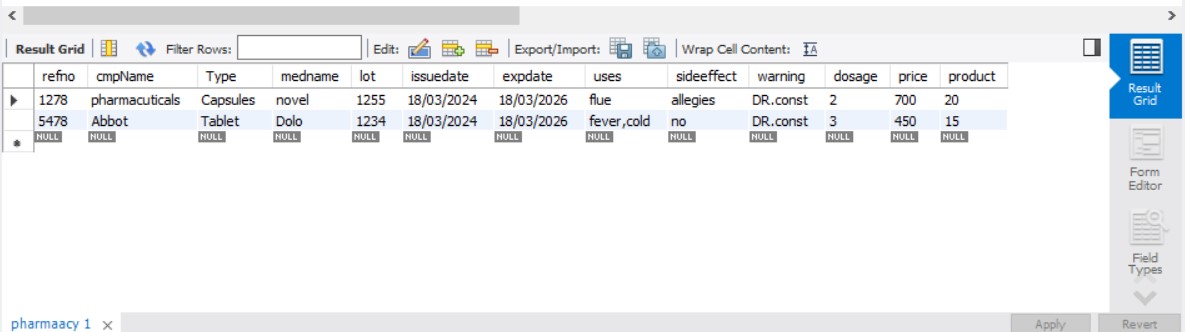 Result Grid Filter Rows: Edit: Export/Import: Wrap Cell Content: IA
refno cmpName Type medname lot issuedate expdate uses sideeffect warning dosage price product
1278 pharmacuticals Capsules novel 1255 18/03/2024 18/03/2026 flue allegies DR.const 2 700 20
5478 Abbot Tablet Dolo 1234 18/03/2024 18/03/2026 fever,cold no DR.const 3 450 15
NULL NULL NULL NULL NULL NULL NULL NULL NULL NULL NULL NULL NULL
Result
Grid
Form
Editor
Field
Types
pharmaacy 1
Apply Revert